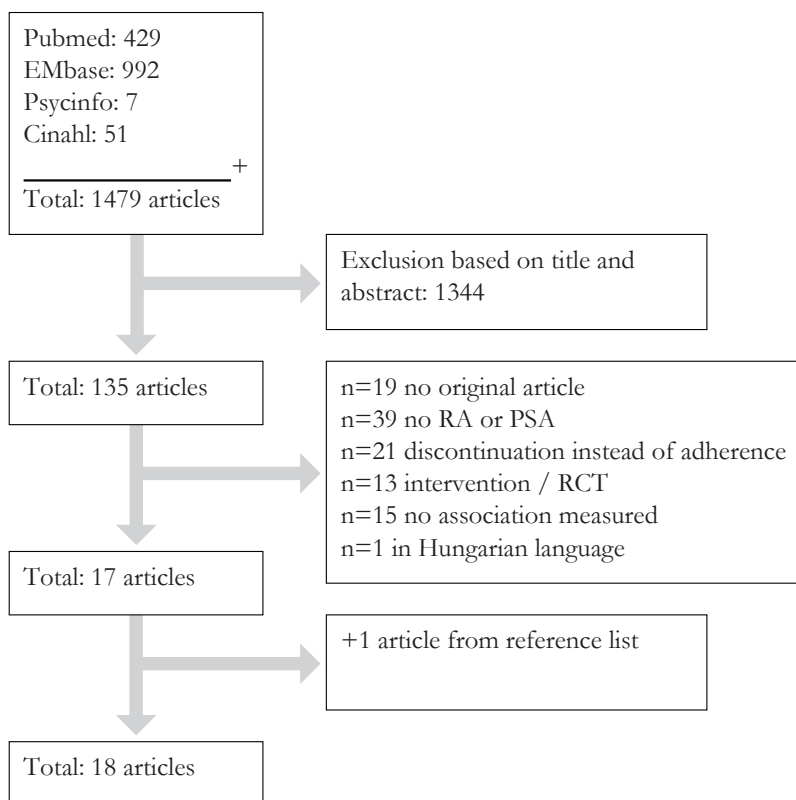 Pubmed: 429
EMbase: 992
Psycinfo: 7
Cinahl: 51
+
Total: 1479 articles
Exclusion based on title and
abstract: 1344
Total: 135 articles
n=19 no original article
n=39 no RA or PSA
n=21 discontinuation instead of adherence
n=13 intervention / RCT
n=15 no association measured
n=1 in Hungarian language
Total: 17 articles
+1 article from reference list
Total: 18 articles